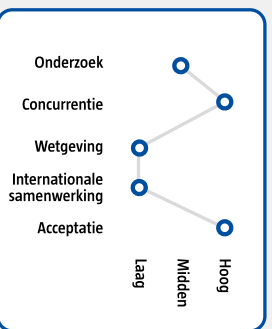 Onderzoek
Concurrentie
Wetgeving
Internationale
samenwerking
Acceptatie
Laag
Midden
Hoog